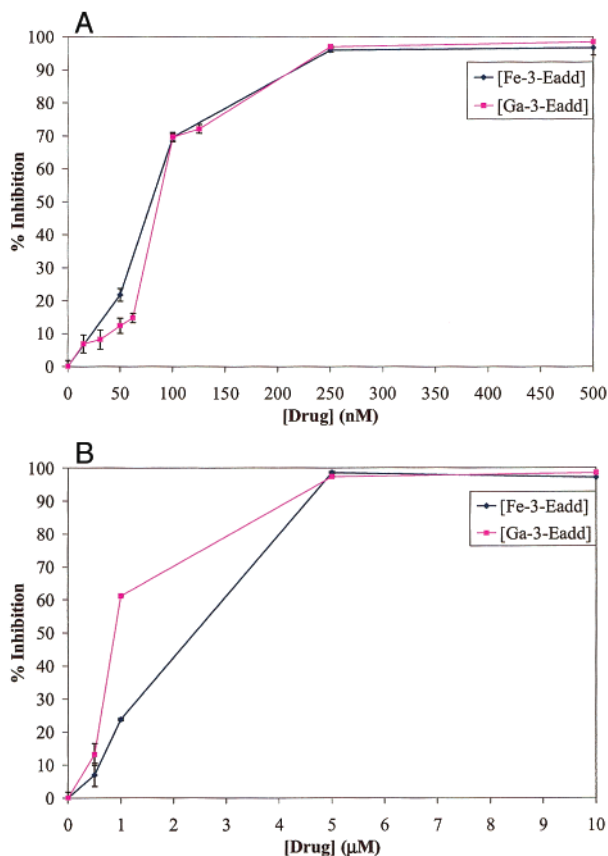 A
100
90
80
70
60
50
40
30
20
10
0
% Inhibition
[Fe-3-Eadd]
[Ga-3-Eadd]
0 50 100 150 200 250 300 350 400 450 500
[Drug] (nM)
B
100
90
80
70
60
50
40
30
20
10
0
% Inhibition
[Fe-3-Eadd]
[Ga-3-Eadd]
0 1 2 3 4 5 6 7 8 9 10
[Drug] (µM)